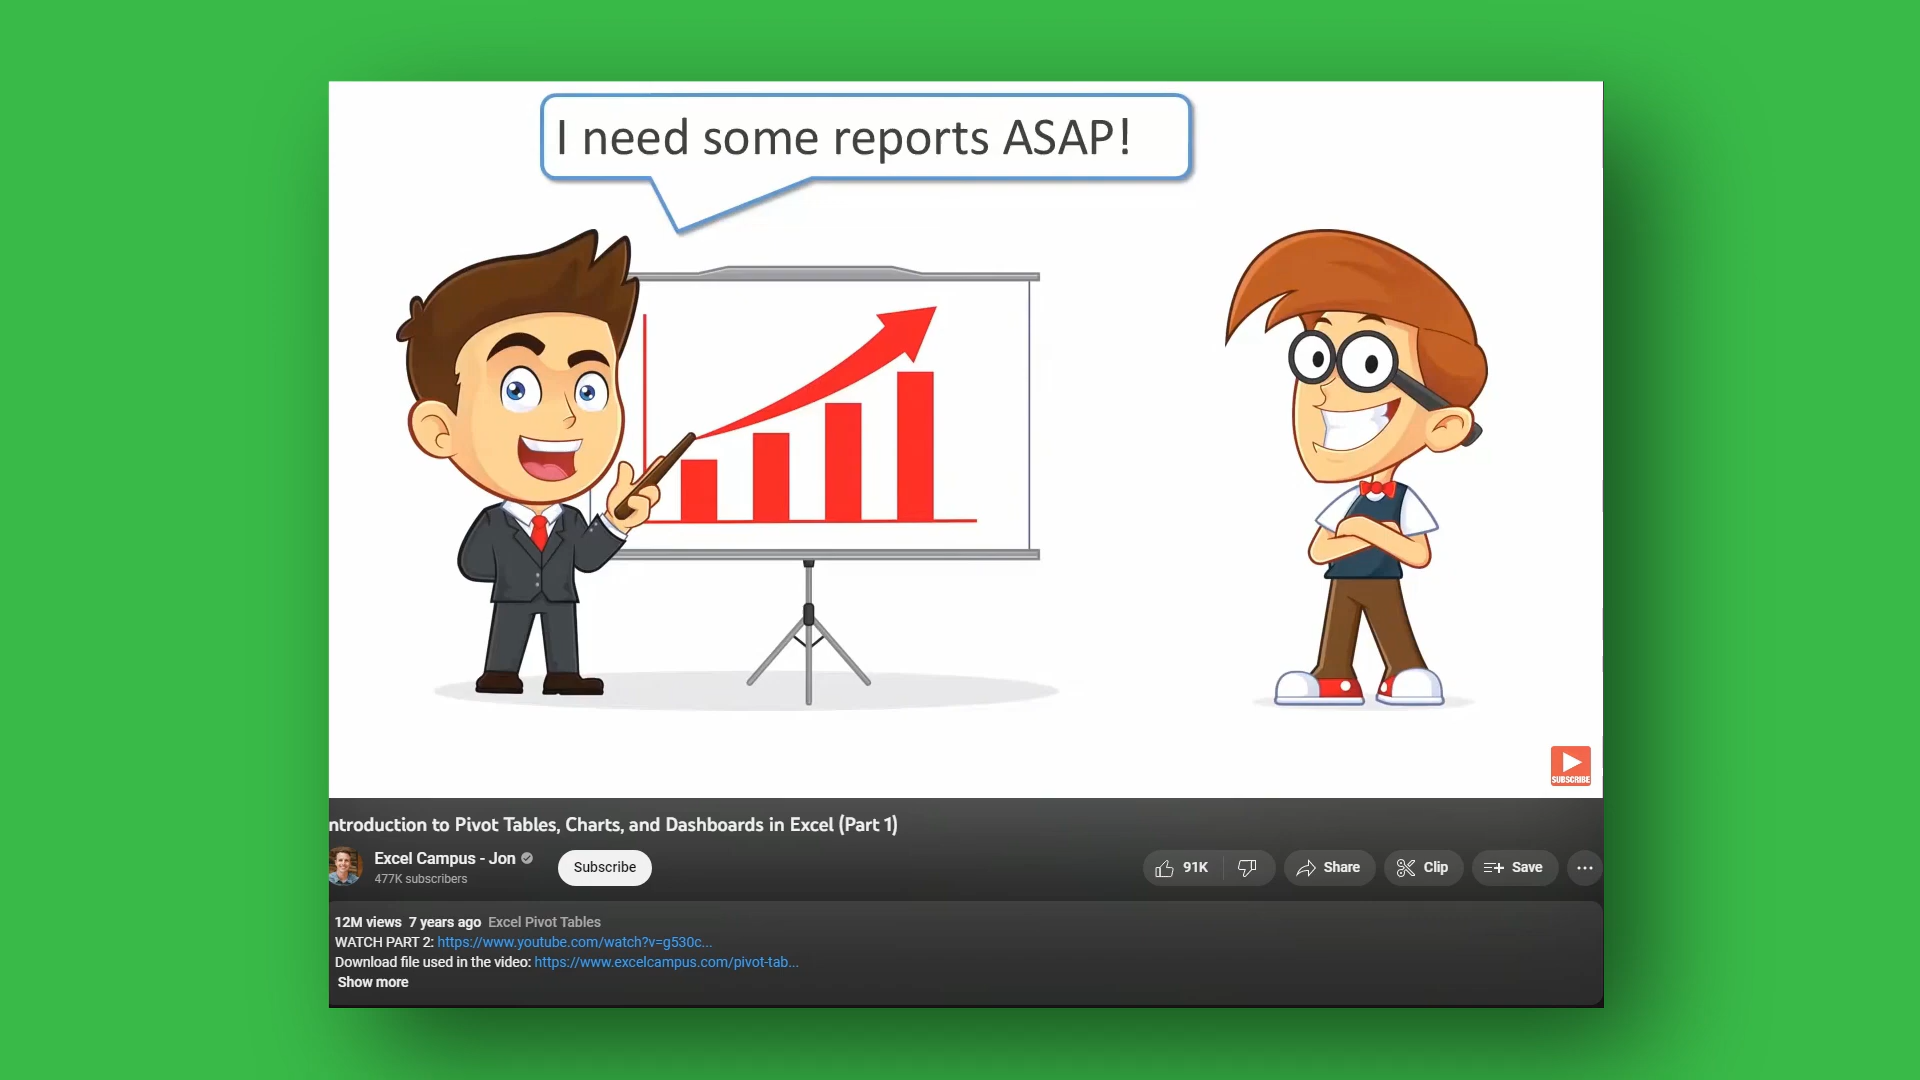 I need some reports ASAP!
SUBSCRIBE
ntroduction to Pivot Tables, Charts, and Dashboards in Excel (Part 1)
Excel Campus - Jon
477K subscribers
Subscribe
91K
Share
Clip
Save
12M views 7 years ago Excel Pivot Tables
WATCH PART 2: https://www.youtube.com/watch?v=g530c...
Download file used in the video: https://www.excelcampus.com/pivot-tab...
Show more